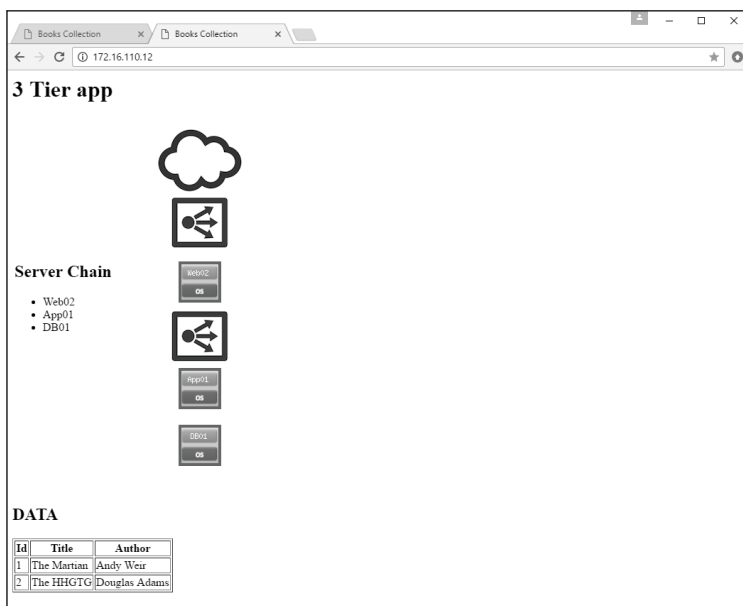 Books Collection
Books Collection
172.16.110.12
3 Tier app
Server Chain
Web02
App01
DB01
Web02
OS
App01
OS
DB01
OS
DATA
Id Title Author
1 The Martian Andy Weir
2 The HHGTG Douglas Adams